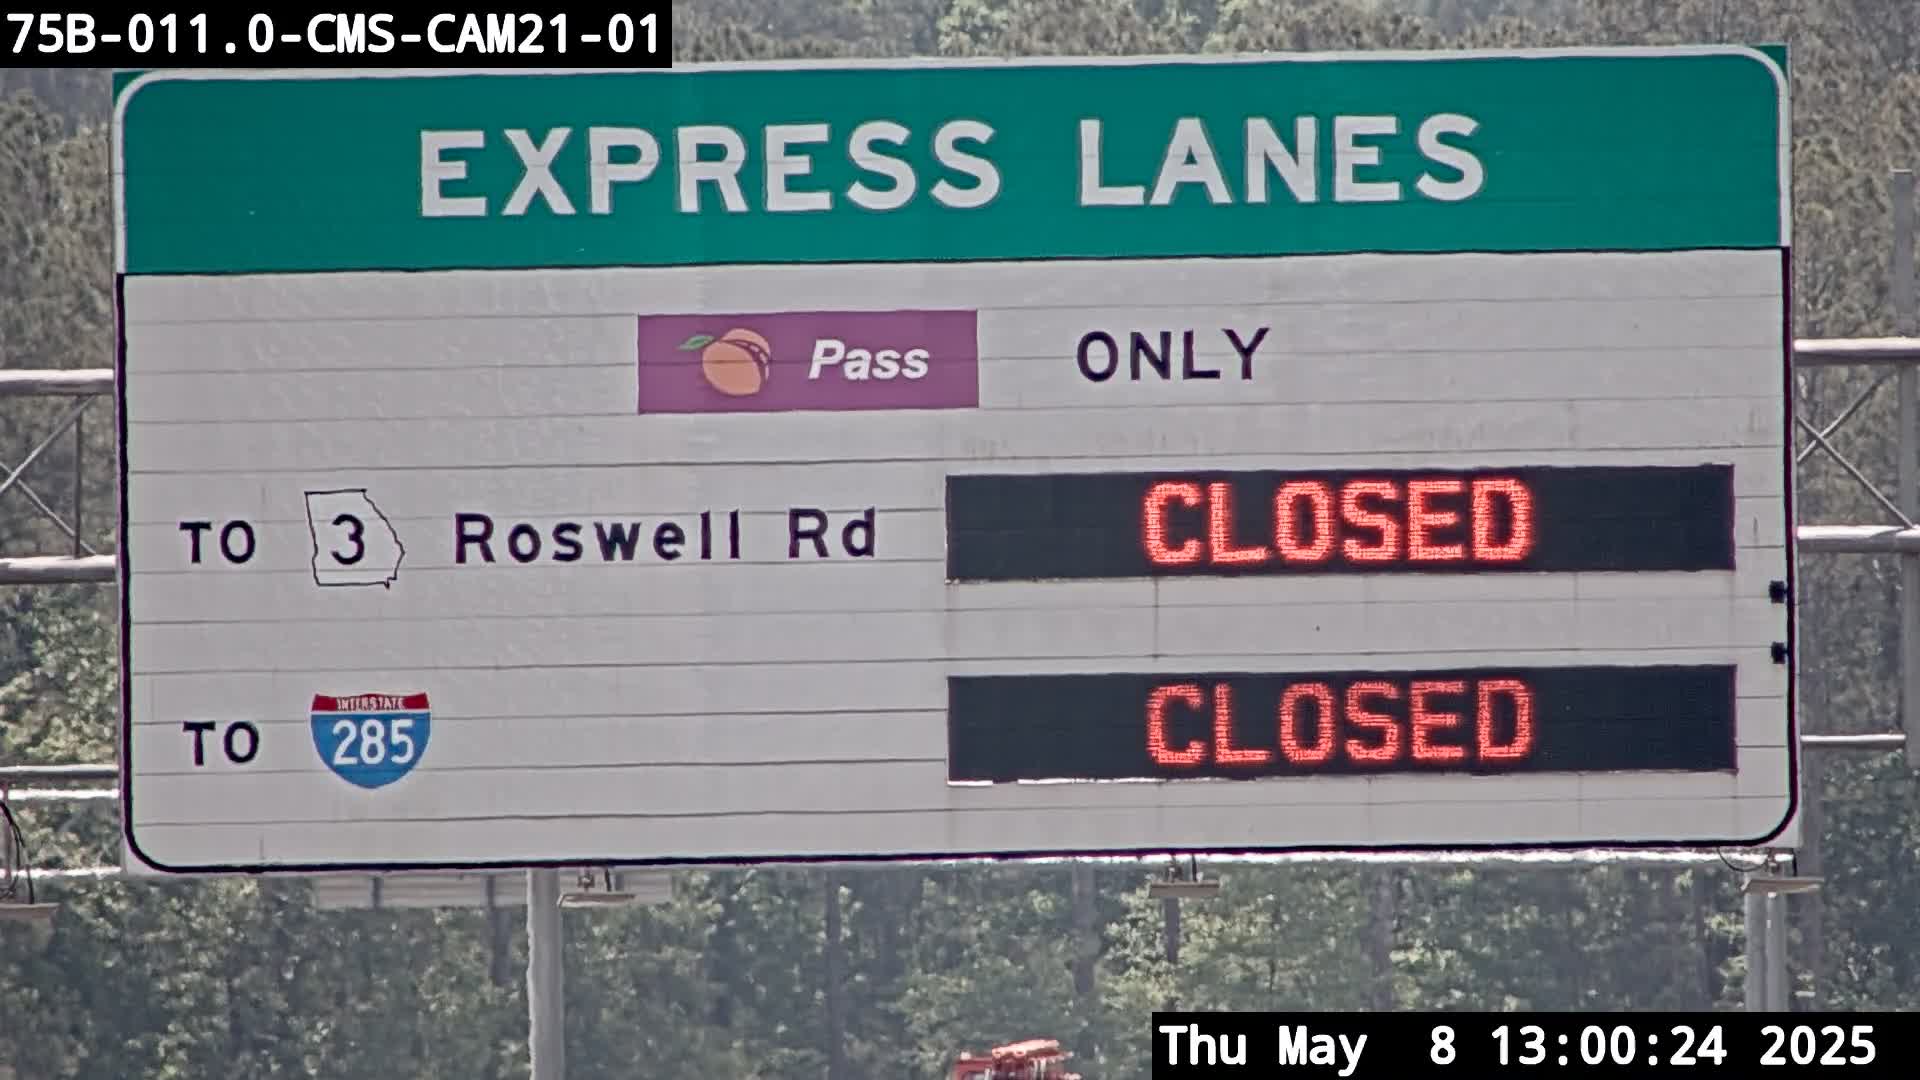 75B-011.0-CMS-CAM21-01
EXPRESS LANES
Pass ONLY
TO 3 Roswell Rd CLOSED
INTERSTATE
TO 285 CLOSED
Thu May 8 13:00:24 2025